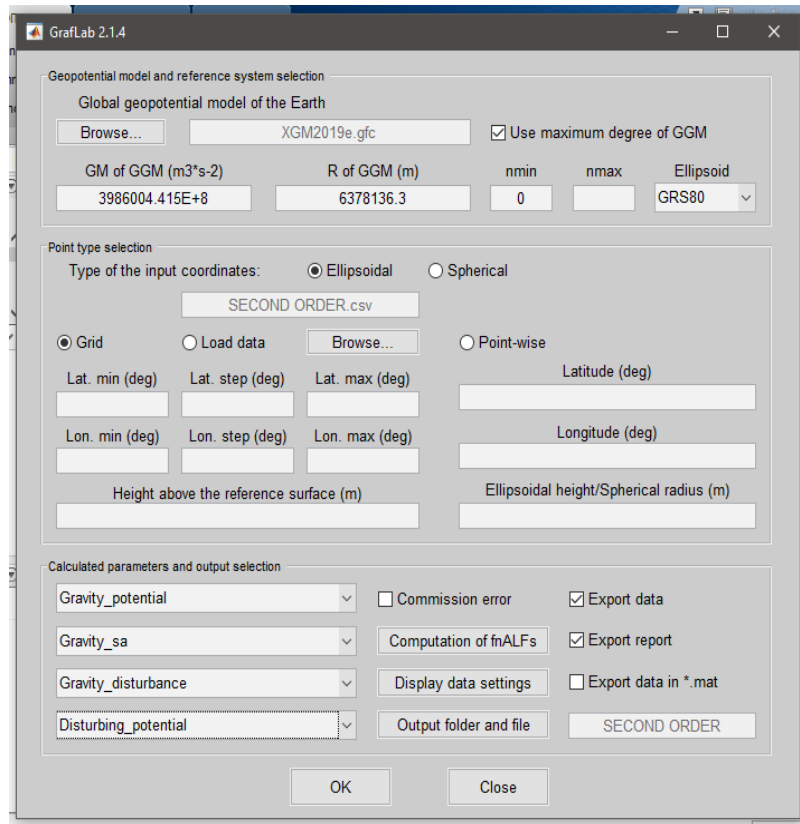 GrafLab 2.1.4
Geopotential model and reference system selection
Global geopotential model of the Earth
Browse... XGM2019e.gfc Use maximum degree of GGM
GM of GGM (m3*s-2) R of GGM (m) nmin nmax Ellipsoid
3986004.415E+8 6378136.3 0 GRS80
Point type selection
Type of the input coordinates: Ellipsoidal Spherical
SECOND ORDER.csv
Grid Load data Browse... Point-wise
Lat. min (deg) Lat. step (deg) Lat. max (deg) Latitude (deg)
Lon. min (deg) Lon. step (deg) Lon. max (deg) Longitude (deg)
Height above the reference surface (m) Ellipsoidal height/Spherical radius (m)
Calculated parameters and output selection
Gravity_potential Commission error Export data
Gravity_sa Computation of fnALFs Export report
Gravity_disturbance Display data settings Export data in *.mat
Disturbing_potential Output folder and file SECOND ORDER
OK Close